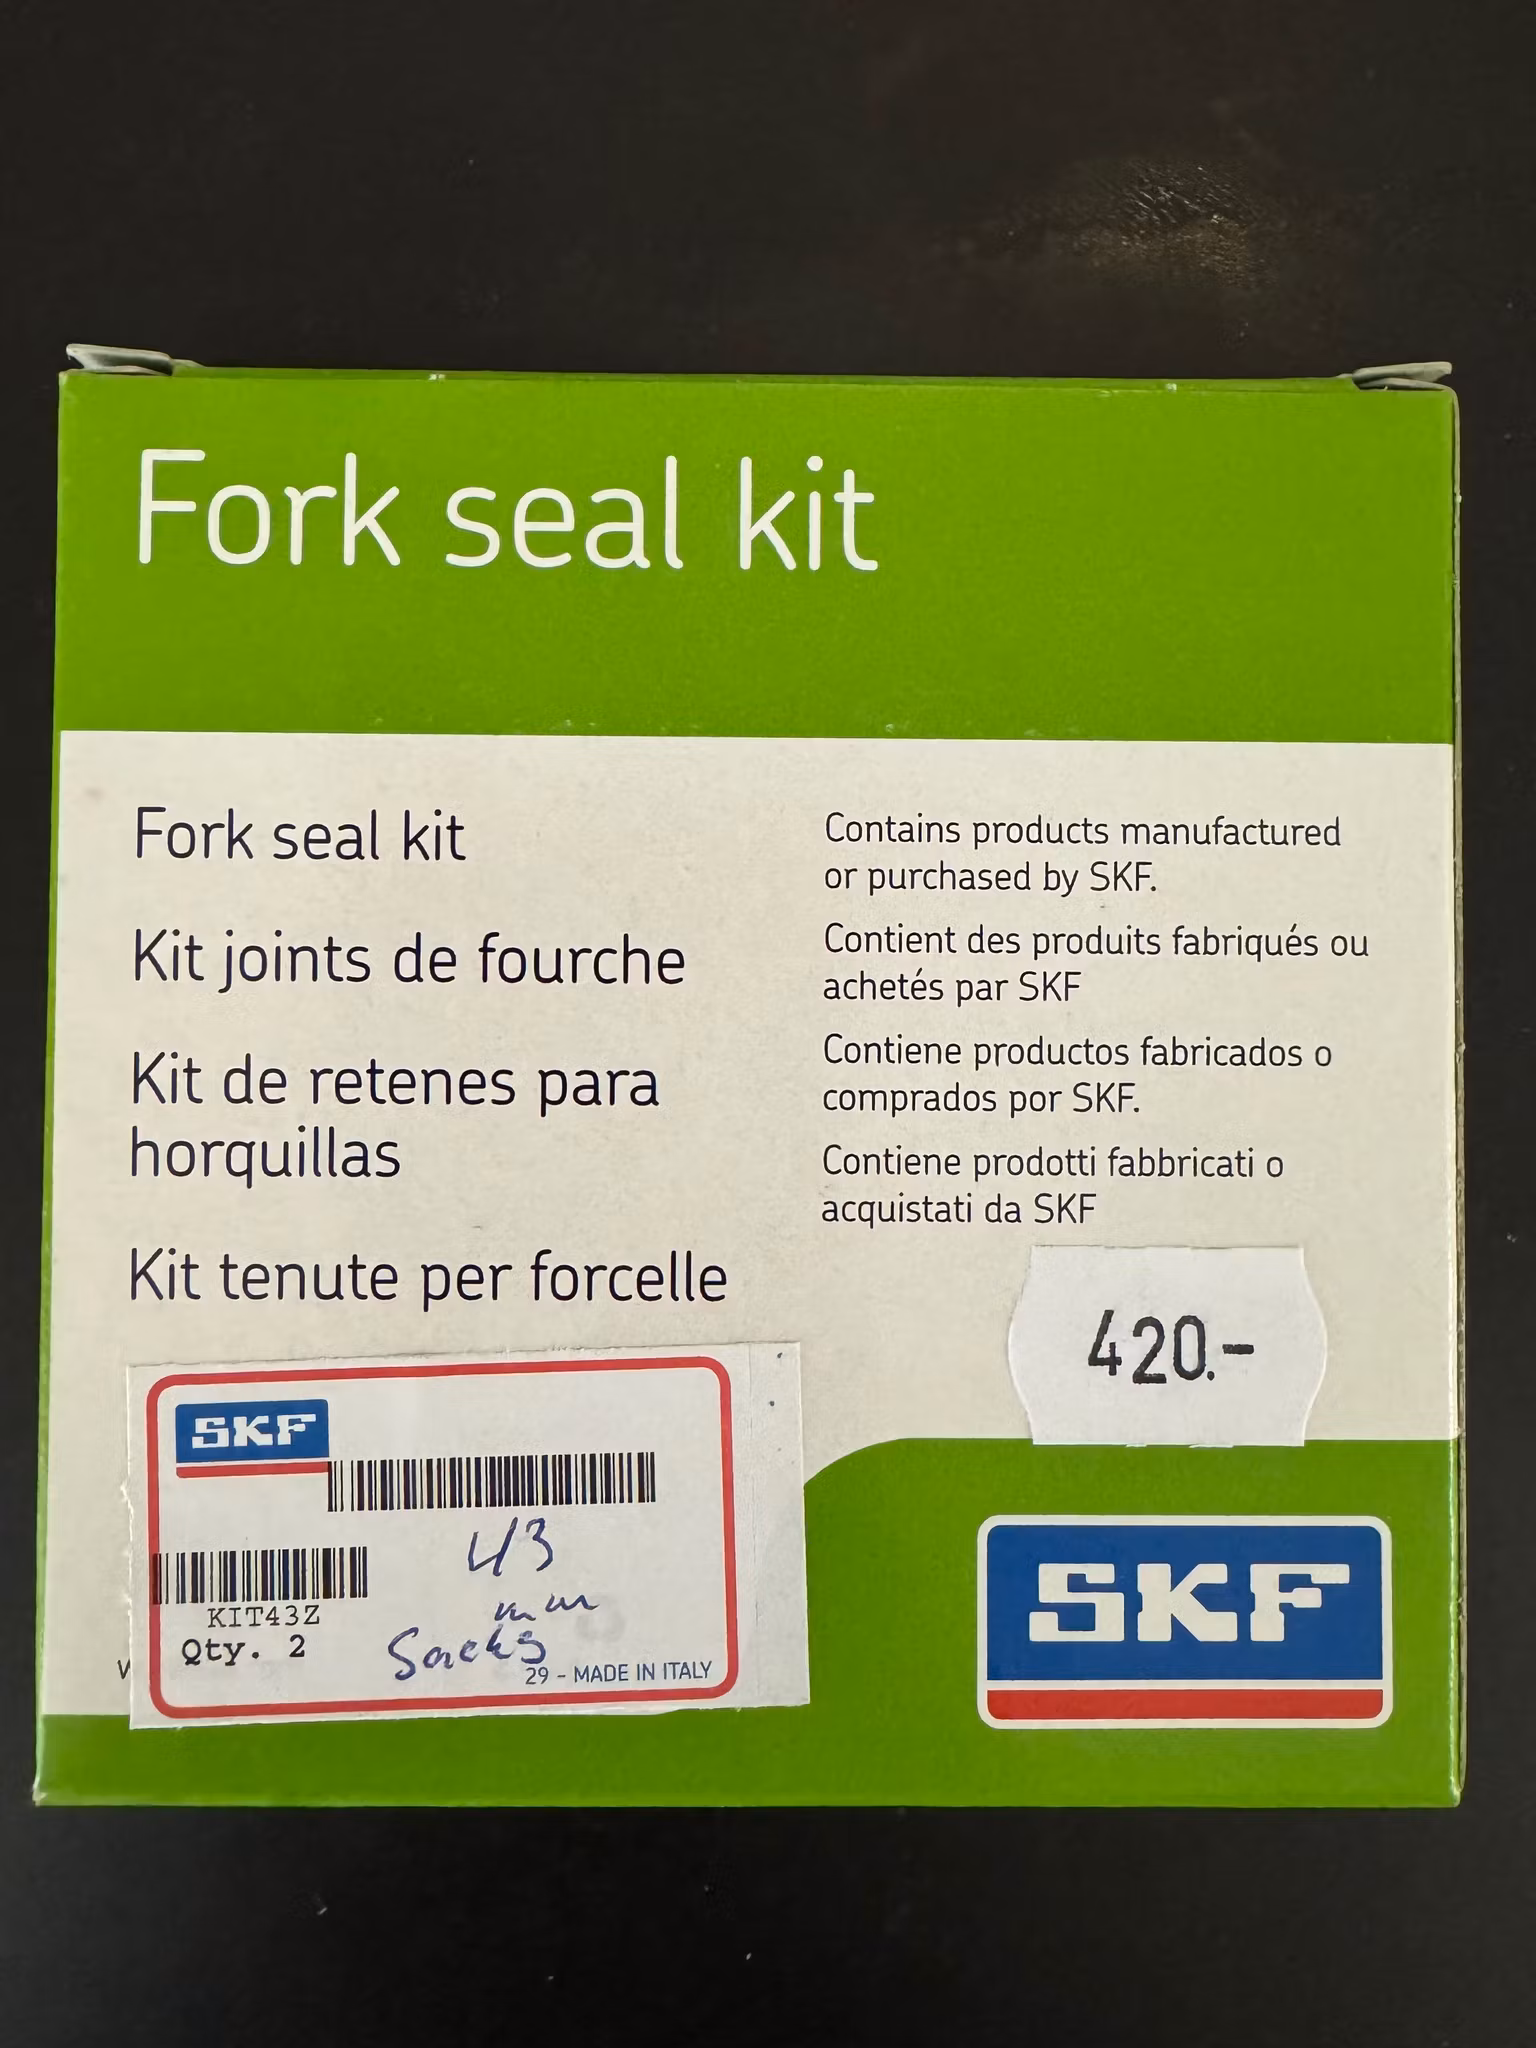 Fork seal kit
Fork seal kit
Kit joints de fourche
Kit de retenes para
horquillas
Kit tenute per forcelle
Contains products manufactured
or purchased by SKF.
Contient des produits fabriqués ou
achetés par SKF
Contiene productos fabricados o
comprados por SKF.
Contiene prodotti fabbricati o
acquistati da SKF
420.-
SKF
43
mm
KIT43Z
Qty. 2
Sachs
29 - MADE IN ITALY
SKF